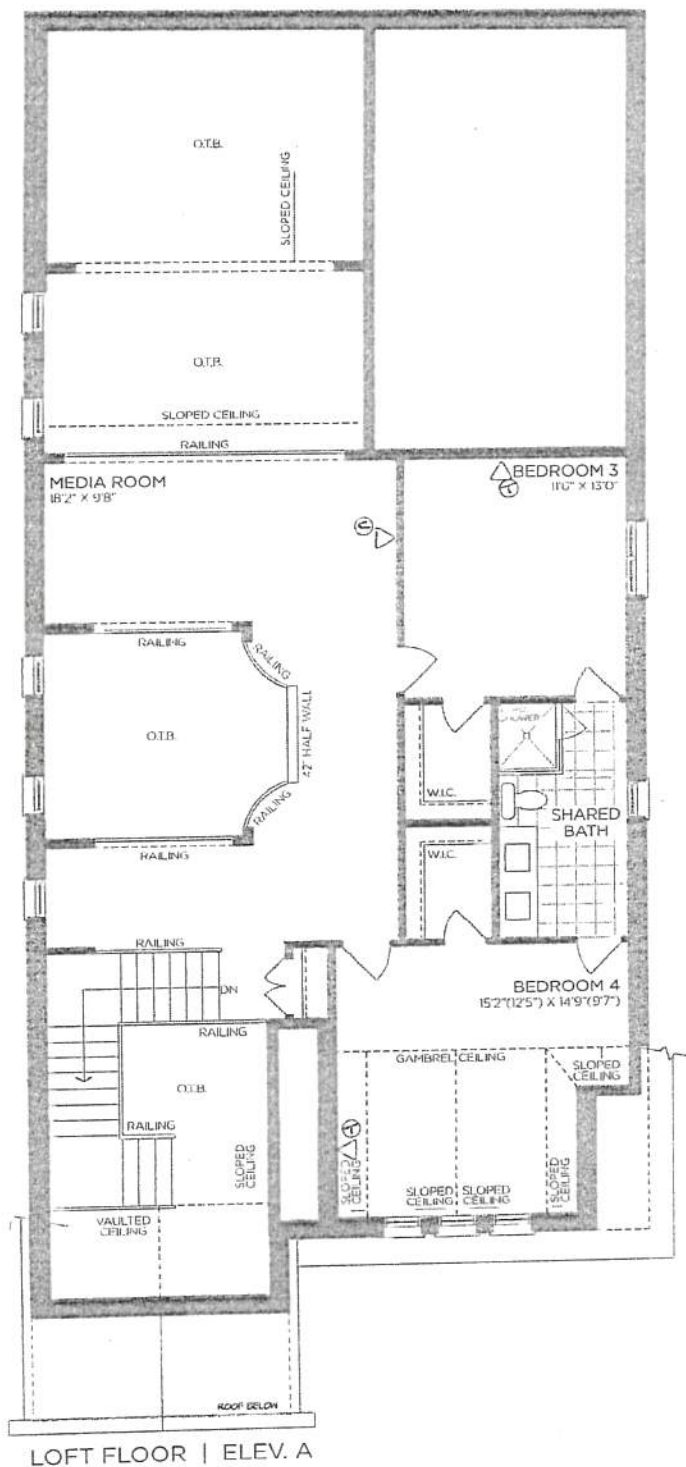 O.T.B.
SLOPED CEILING
O.T.B.
SLOPED CEILING
RAILING
MEDIA ROOM
18'2" X 9'8"
BEDROOM 3
11'6" X 13'0"
RAILING
RAILING
O.T.B.
42" HALF WALL
RAILING
RAILING
SHOWER
W.I.C.
SHARED
BATH
W.I.C.
RAILING
DN
RAILING
O.T.B.
RAILING
SLOPED
CEILING
VAULTED
CEILING
BEDROOM 4
15'2"(12'5") X 14'9"(9'7")
GAMBREL CEILING
SLOPED
CEILING
SLOPED
CEILING
SLOPED
CEILING
SLOPED
CEILING
SLOPED
CEILING
ROOF BELOW
LOFT FLOOR | ELEV. A